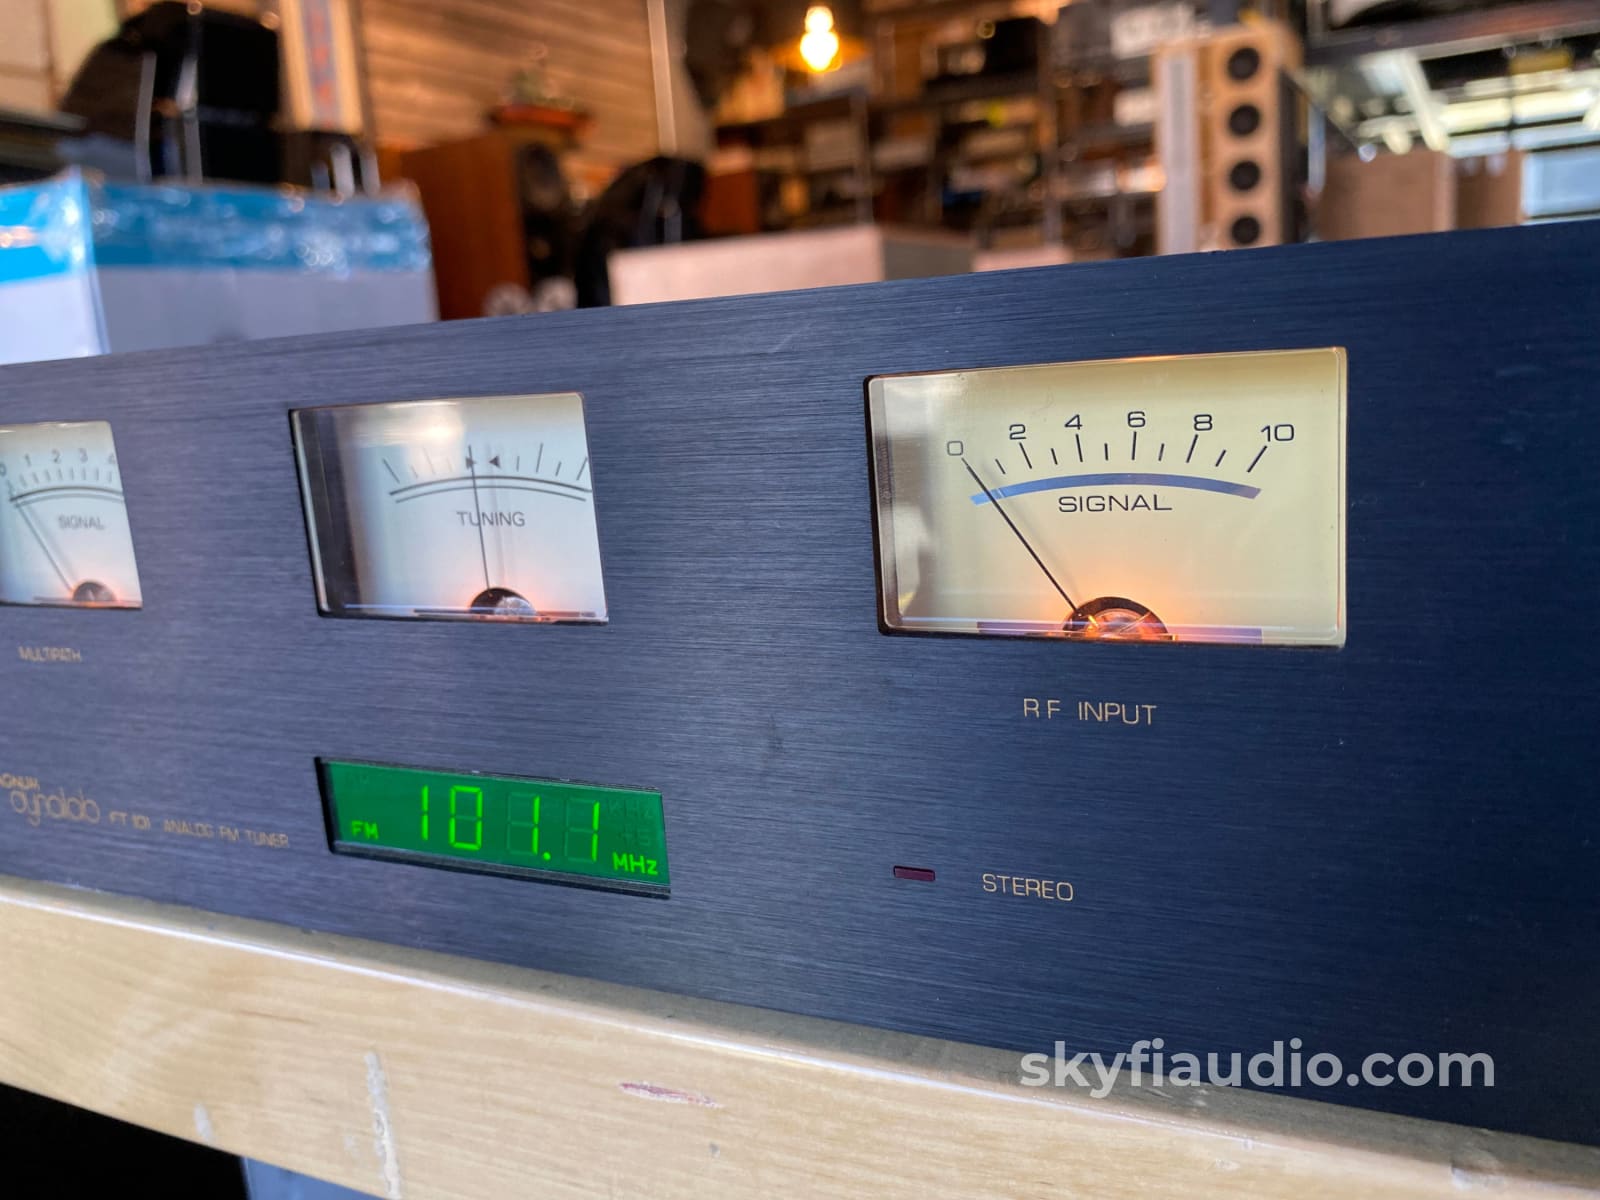 0 1 2 3 4
SIGNAL
MULTIPATH
TUNING
0 2 4 6 8 10
SIGNAL
RF INPUT
MAGNUM
dynalab FT 101 ANALOG FM TUNER
FM 101.1 MHz
STEREO
skyfiaudio.com